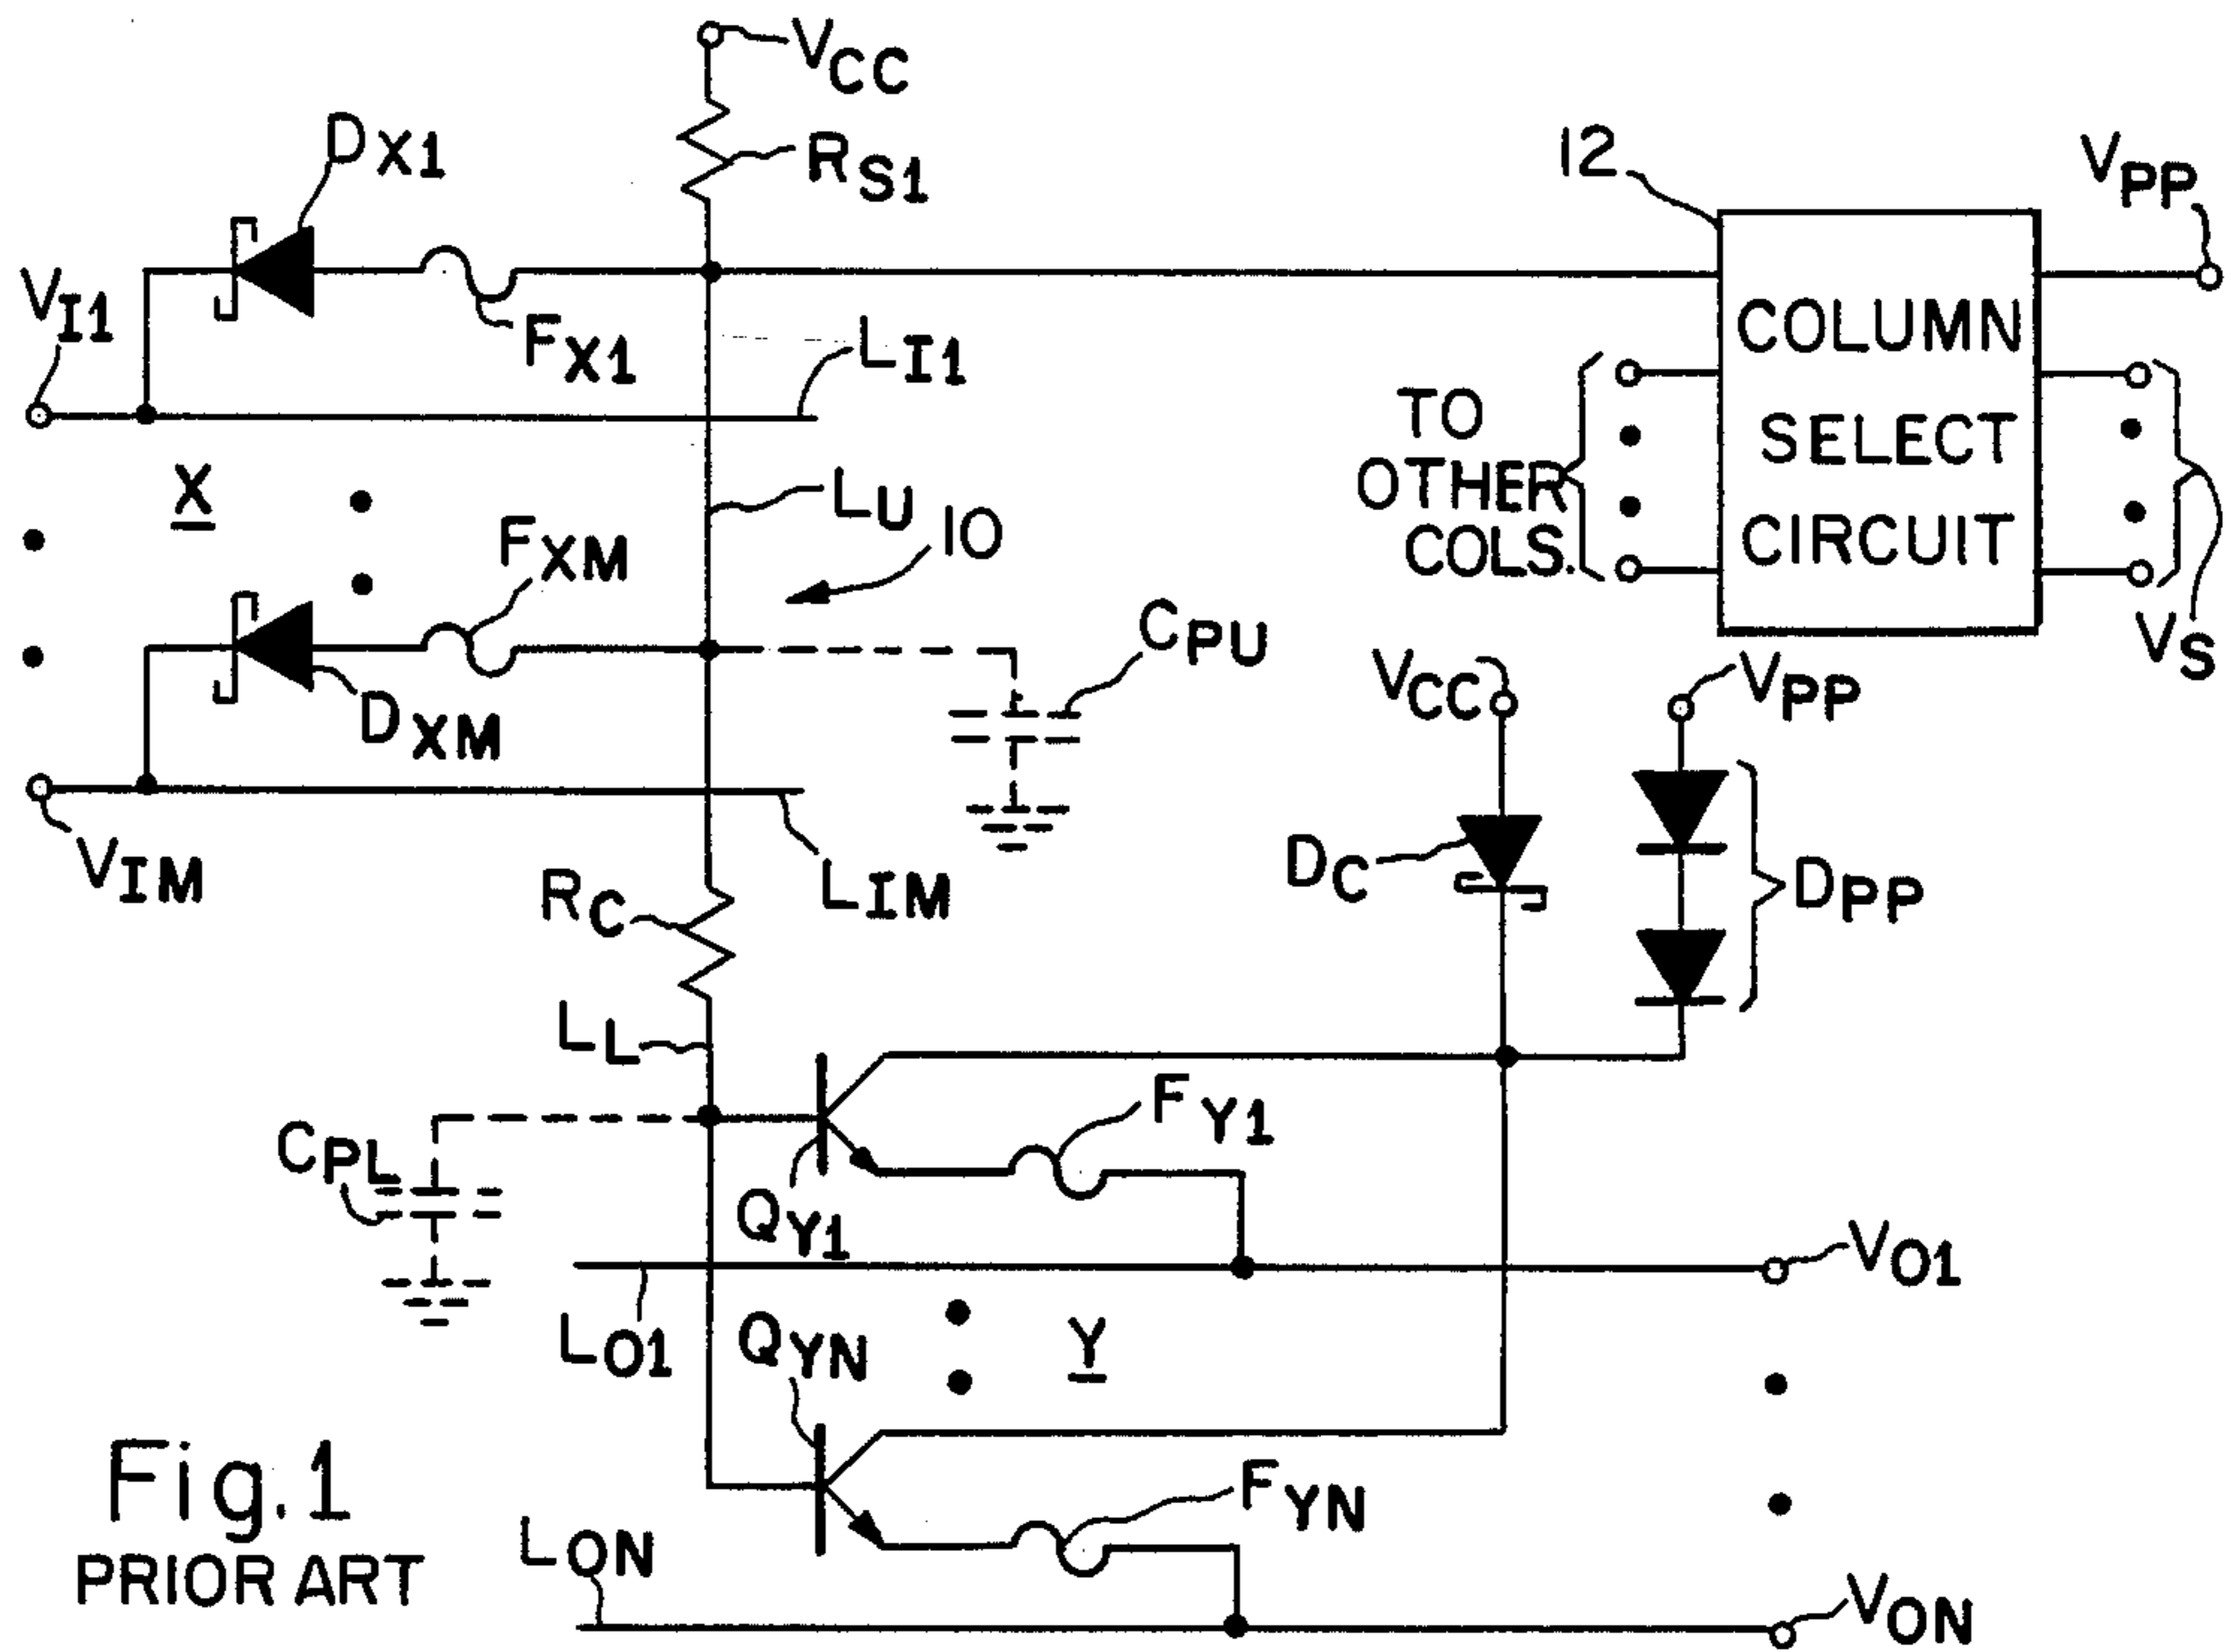 VCC
DX1
RS1
12
VPP
VI1
FX1
LI1
COLUMN
SELECT
CIRCUIT
TO
OTHER
COLS.
X
LU
10
FXM
CPU
VS
DXM
VCC
VPP
VIM
LIM
RC
DC
DPP
LL
FY1
CPL
QY1
VO1
LO1
QYN
Y
FYN
LON
VON
Fig.1
PRIOR ART